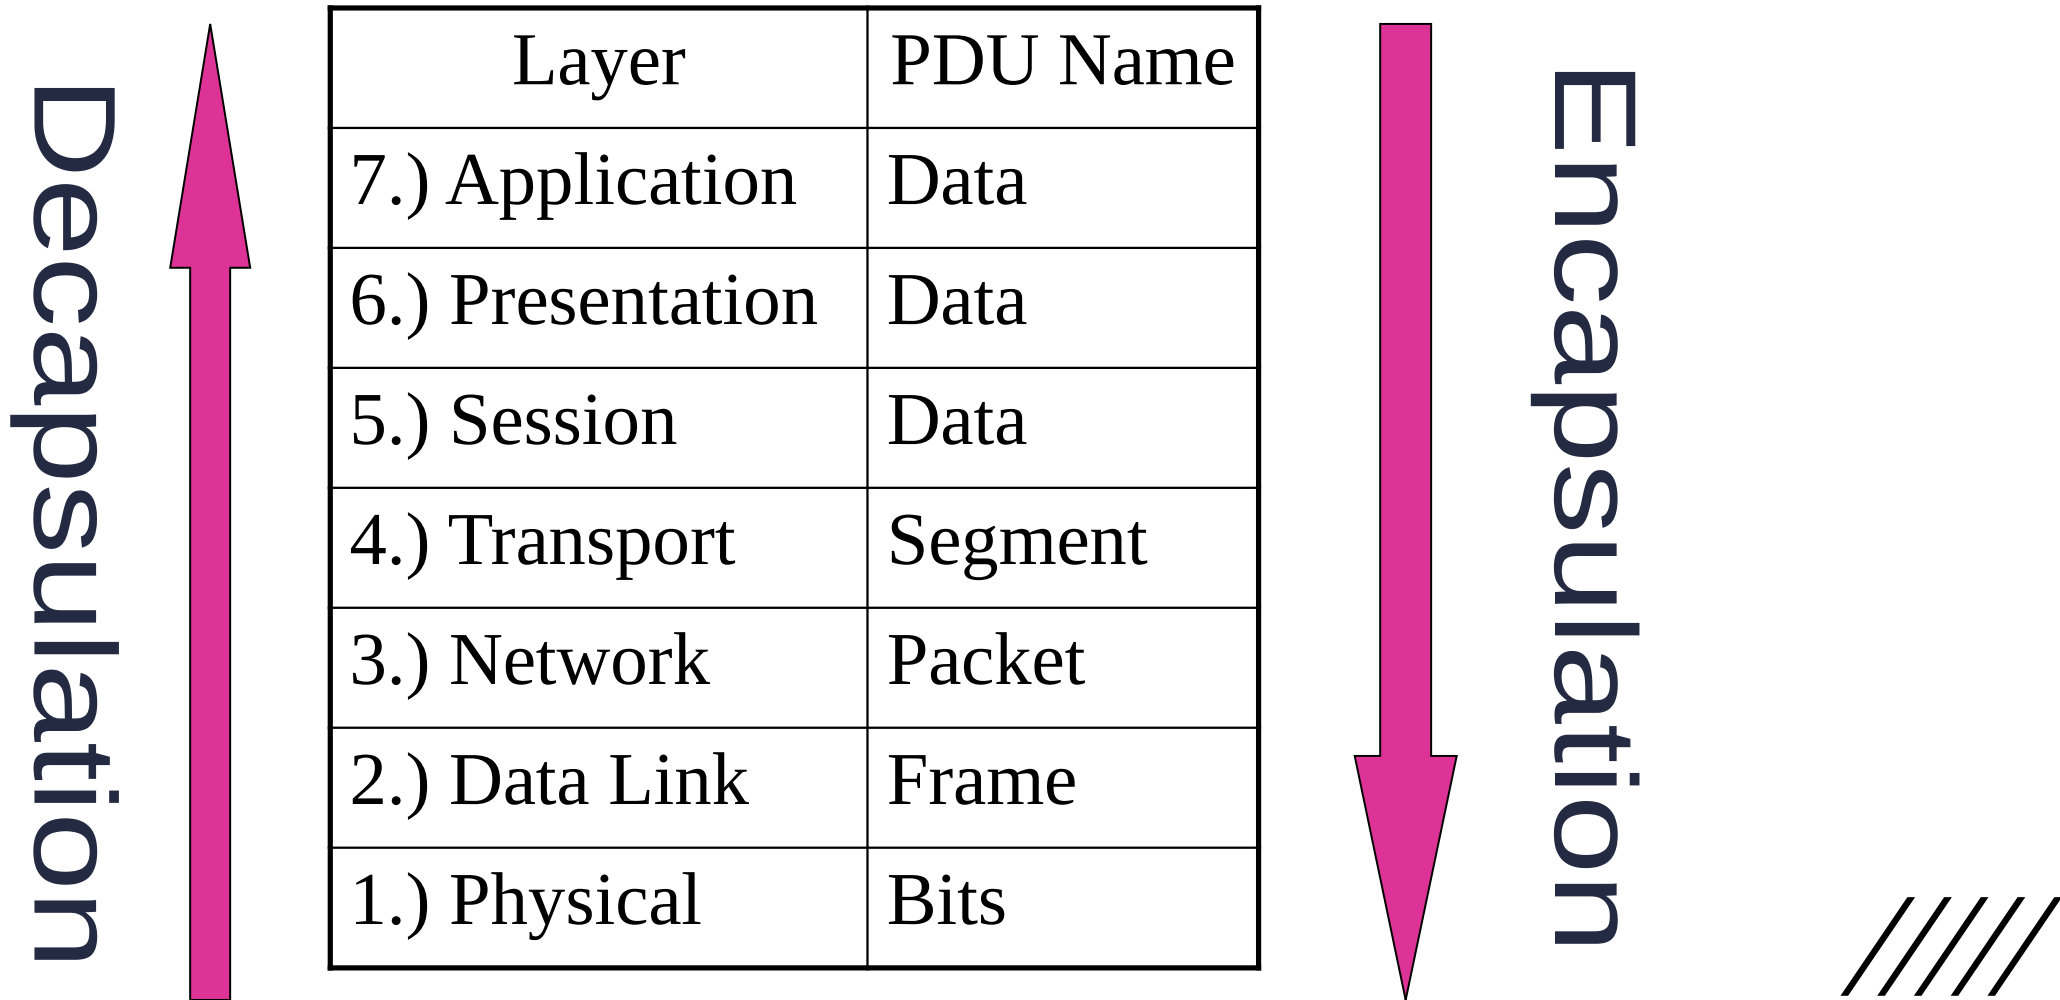 Decapsulation
Layer PDU Name
7.) Application Data
6.) Presentation Data
5.) Session Data
4.) Transport Segment
3.) Network Packet
2.) Data Link Frame
1.) Physical Bits
Encapsulation